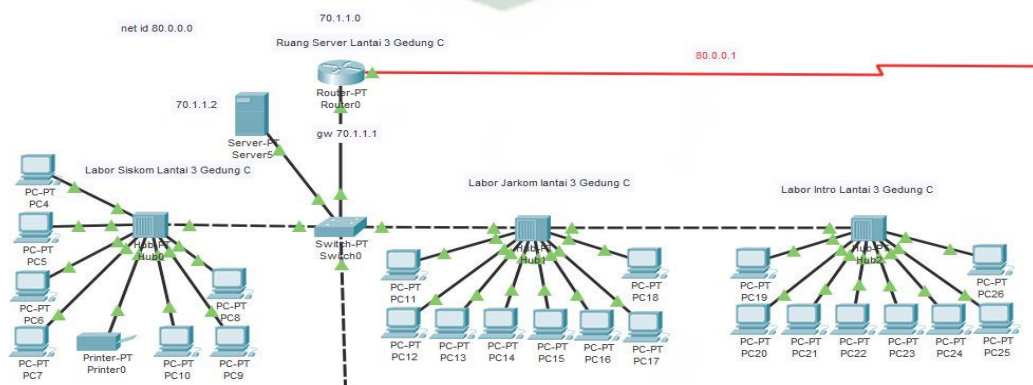 70.1.1.0
net id 80.0.0.0
Ruang Server Lantai 3 Gedung C
80.0.0.1
Router-PT
Router0
70.1.1.2
gw 70.1.1.1
Server-PT
Server5
Labor Siskom Lantai 3 Gedung C
Labor Jarkom lantai 3 Gedung C
Labor Intro Lantai 3 Gedung C
PC-PT
PC4
PC-PT
PC5
Hub-PT
Hub0
Switch-PT
Switch0
Hub-PT
Hub1
Hub-PT
Hub2
PC-PT
PC6
PC-PT
PC8
PC-PT
PC11
PC-PT
PC18
PC-PT
PC19
PC-PT
PC26
PC-PT
PC7
Printer-PT
Printer0
PC-PT
PC10
PC-PT
PC9
PC-PT
PC12
PC-PT
PC13
PC-PT
PC14
PC-PT
PC15
PC-PT
PC16
PC-PT
PC17
PC-PT
PC20
PC-PT
PC21
PC-PT
PC22
PC-PT
PC23
PC-PT
PC24
PC-PT
PC25